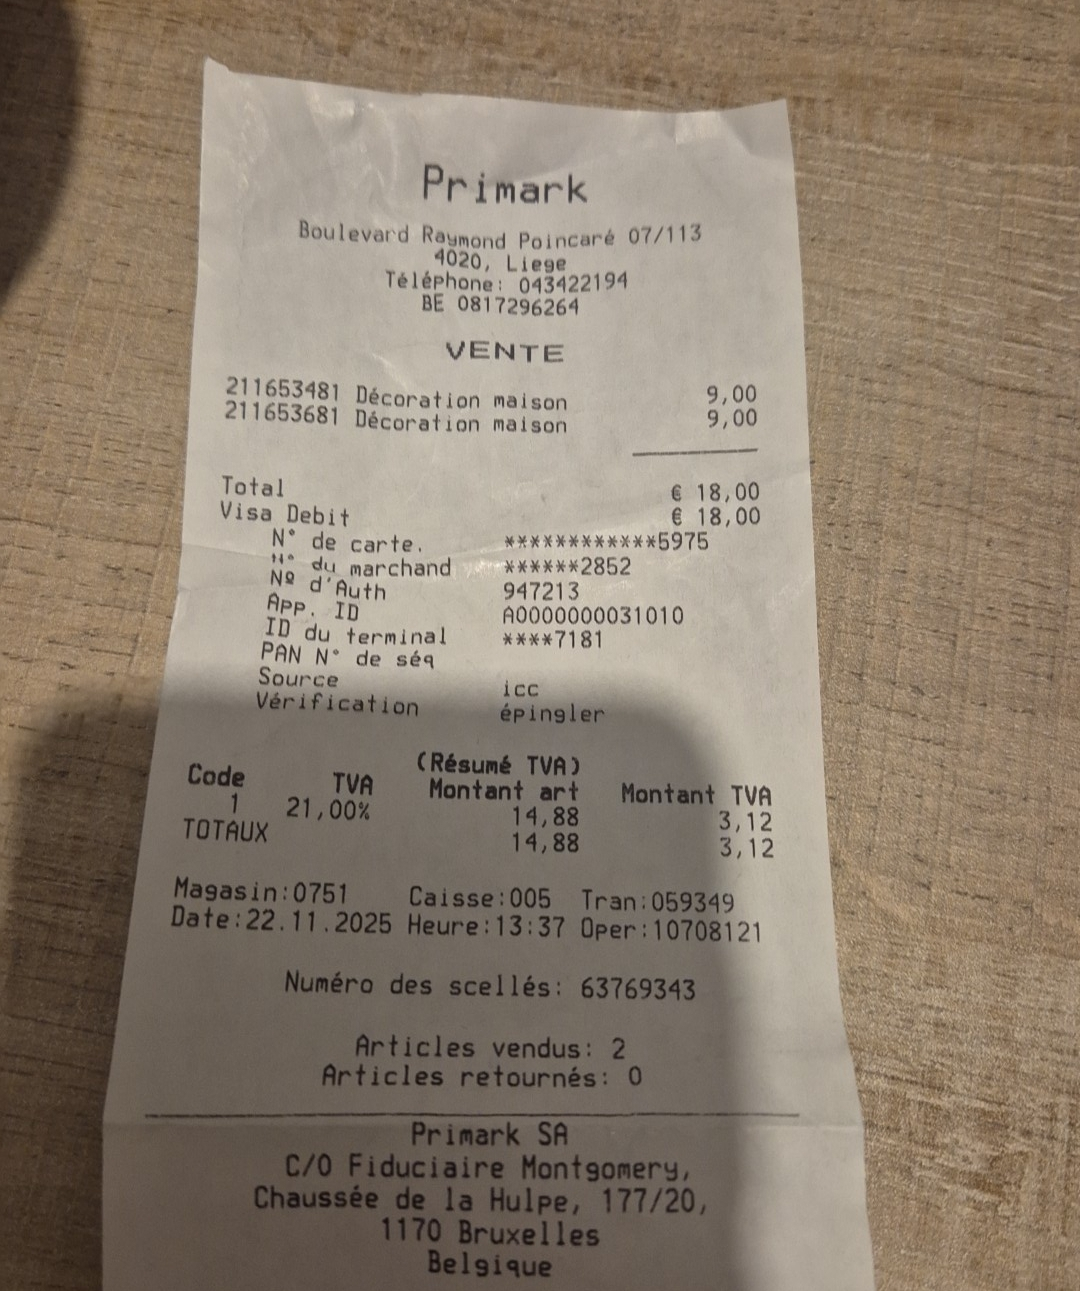 Primark
Boulevard Raymond Poincaré 07/113
4020, Liege
Téléphone: 043422194
BE 0817296264
VENTE
211653481 Décoration maison 9,00
211653681 Décoration maison 9,00
Total € 18,00
Visa Debit € 18,00
N° de carte. ************5975
N° du marchand ******2852
Nº d'Auth 947213
App. ID A0000000031010
ID du terminal ****7181
PAN N° de séq
Source icc
Vérification épingler
(Résumé TVA)
Code TVA Montant art Montant TVA
1 21,00% 14,88 3,12
TOTAUX 14,88 3,12
Magasin:0751 Caisse:005 Tran:059349
Date:22.11.2025 Heure:13:37 Oper:10708121
Numéro des scellés: 63769343
Articles vendus: 2
Articles retournés: 0
Primark SA
C/O Fiduciaire Montgomery,
Chaussée de la Hulpe, 177/20,
1170 Bruxelles
Belgique